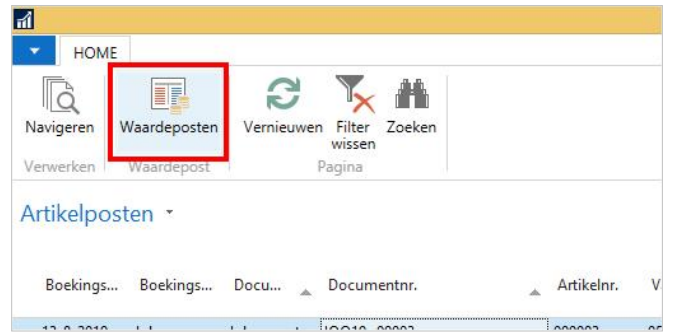 HOME
Navigeren Waardeposten Vernieuwen Filter wissen Zoeken
Verwerken Waardepost Pagina
Artikelposten
Boekings... Boekings... Docu... Documentnr. Artikelnr. V